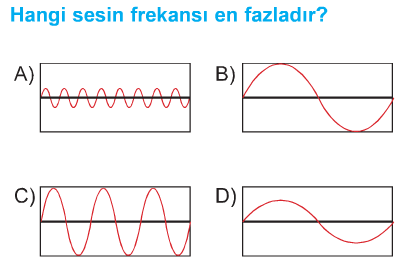 Hangi sesin frekansı en fazladır?
A)
B)
C)
D)